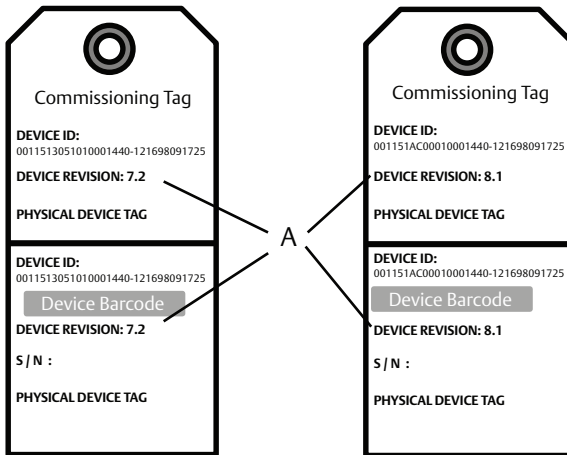 Commissioning Tag
DEVICE ID:
0011513051010001440-121698091725
DEVICE REVISION: 7.2
PHYSICAL DEVICE TAG
DEVICE ID:
0011513051010001440-121698091725
Device Barcode
DEVICE REVISION: 7.2
S / N :
PHYSICAL DEVICE TAG
A
Commissioning Tag
DEVICE ID:
001151AC00010001440-121698091725
DEVICE REVISION: 8.1
PHYSICAL DEVICE TAG
DEVICE ID:
001151AC00010001440-121698091725
Device Barcode
DEVICE REVISION: 8.1
S / N :
PHYSICAL DEVICE TAG